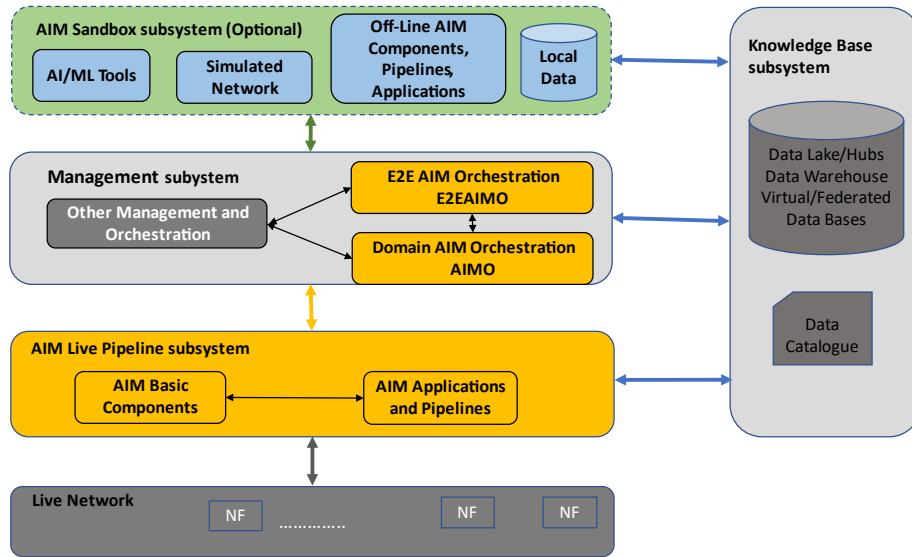 AIM Sandbox subsystem (Optional)
AI/ML Tools
Simulated
Network
Off-Line AIM
Components,
Pipelines,
Applications
Local
Data
Management subsystem
Other Management and
Orchestration
E2E AIM Orchestration
E2EAIMO
Domain AIM Orchestration
AIMO
AIM Live Pipeline subsystem
AIM Basic
Components
AIM Applications
and Pipelines
Live Network
NF
.............
NF
NF
Knowledge Base
subsystem
Data Lake/Hubs
Data Warehouse
Virtual/Federated
Data Bases
Data
Catalogue